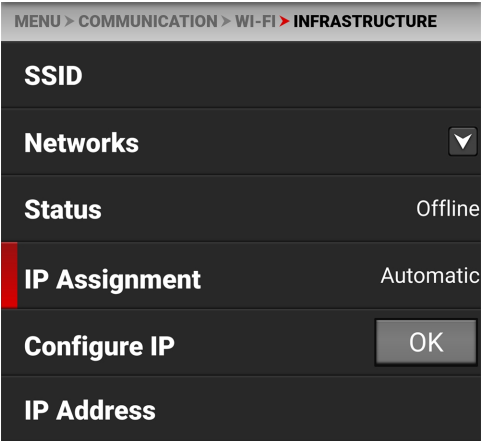 MENU > COMMUNICATION > WI-FI > INFRASTRUCTURE
SSID
Networks
Status Offline
IP Assignment Automatic
Configure IP OK
IP Address